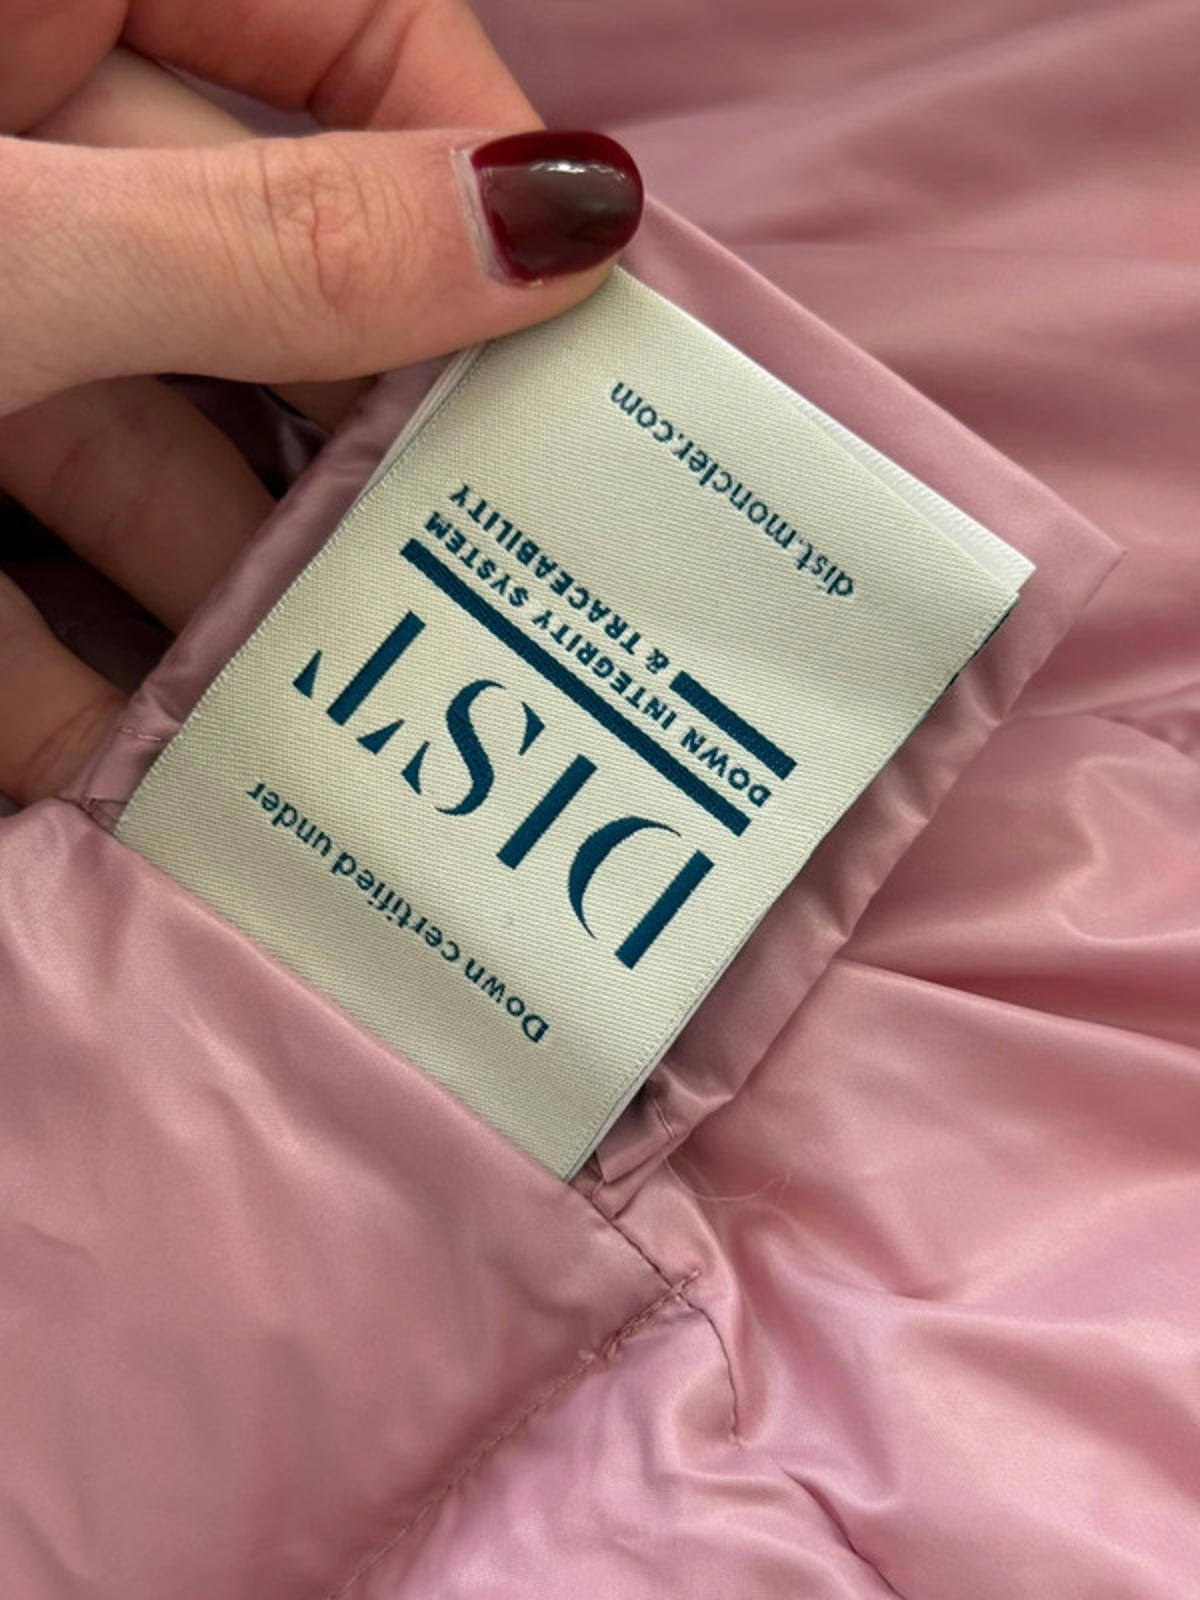 Down certified under
DIST
DOWN INTEGRITY SYSTEM
& TRACEABILITY
dist.moncler.com